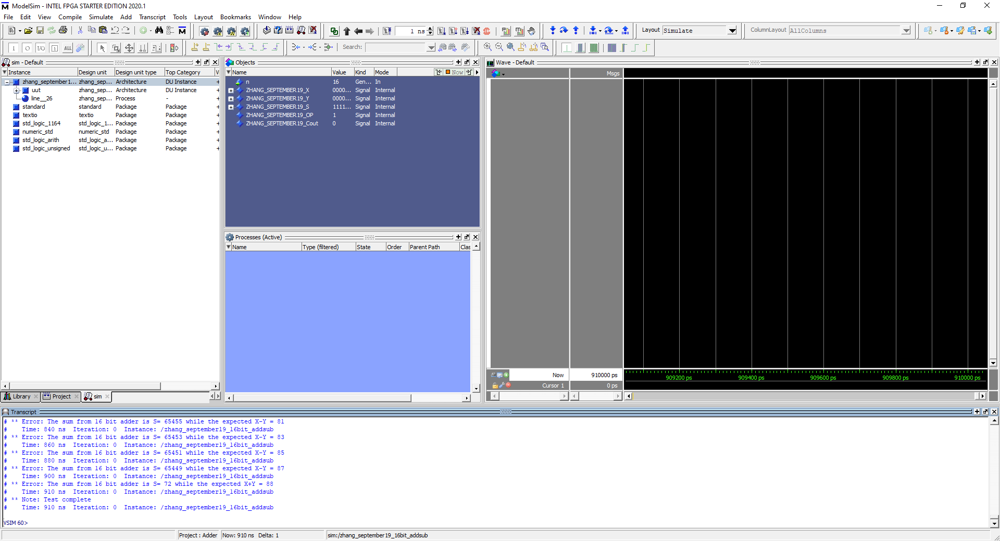 ModelSim - INTEL FPGA STARTER EDITION 2020.1
File Edit View Compile Simulate Add Transcript Tools Layout Bookmarks Window Help
1 ns
Layout Simulate
ColumnLayout AllColumns
Search:
sim - Default
Instance Design unit Design unit type Top Category
zhang_september1... zhang_sep... Architecture DU Instance
uut zhang_sep... Architecture DU Instance
line__26 zhang_sep... Process -
standard standard Package Package
textio textio Package Package
std_logic_1164 std_logic_1... Package Package
numeric_std numeric_std Package Package
std_logic_arith std_logic_a... Package Package
std_logic_unsigned std_logic_u... Package Package
Library Project sim
Objects
Name Value Kind Mode Now
n 16 Gen... In
ZHANG_SEPTEMBER19_X 0000... Signal Internal
ZHANG_SEPTEMBER19_Y 0000... Signal Internal
ZHANG_SEPTEMBER19_S 1111... Signal Internal
ZHANG_SEPTEMBER19_OP 1 Signal Internal
ZHANG_SEPTEMBER19_Cout 0 Signal Internal
Processes (Active)
Name Type (filtered) State Order Parent Path Clas
Wave - Default
Msgs
Now 910000 ps
Cursor 1 0 ps
909200 ps 909400 ps 909600 ps 909800 ps 910000 ps
Transcript
# ** Error: The sum from 16 bit adder is S= 65455 while the expected X-Y = 81
# Time: 840 ns Iteration: 0 Instance: /zhang_september19_16bit_addsub
# ** Error: The sum from 16 bit adder is S= 65453 while the expected X-Y = 83
# Time: 860 ns Iteration: 0 Instance: /zhang_september19_16bit_addsub
# ** Error: The sum from 16 bit adder is S= 65451 while the expected X-Y = 85
# Time: 880 ns Iteration: 0 Instance: /zhang_september19_16bit_addsub
# ** Error: The sum from 16 bit adder is S= 65449 while the expected X-Y = 87
# Time: 900 ns Iteration: 0 Instance: /zhang_september19_16bit_addsub
# ** Error: The sum from 16 bit adder is S= 72 while the expected X+Y = 88
# Time: 910 ns Iteration: 0 Instance: /zhang_september19_16bit_addsub
# ** Note: Test complete
# Time: 910 ns Iteration: 0 Instance: /zhang_september19_16bit_addsub
VSIM 60>
Project : Adder Now: 910 ns Delta: 1 sim:/zhang_september19_16bit_addsub